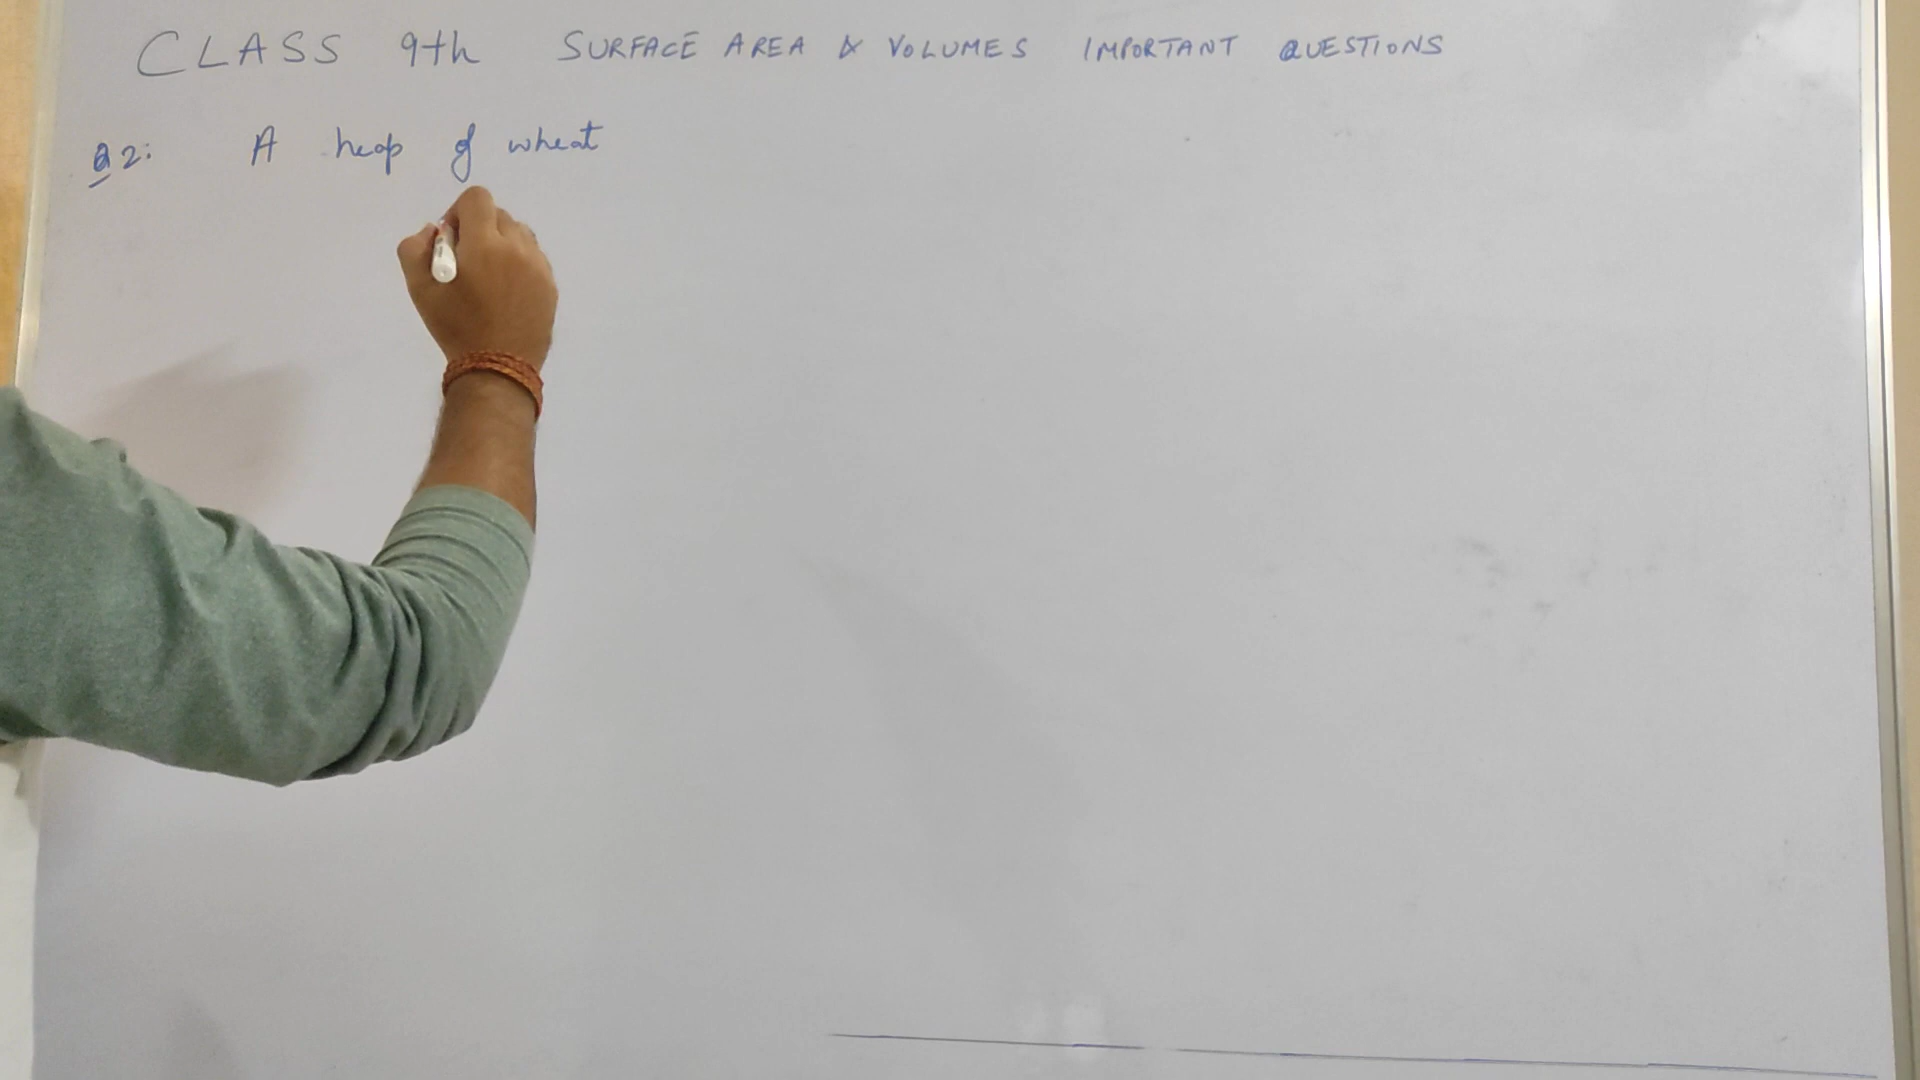 CLASS 9th SURFACE AREA & VOLUMES IMPORTANT QUESTIONS
Q2: A heap of wheat